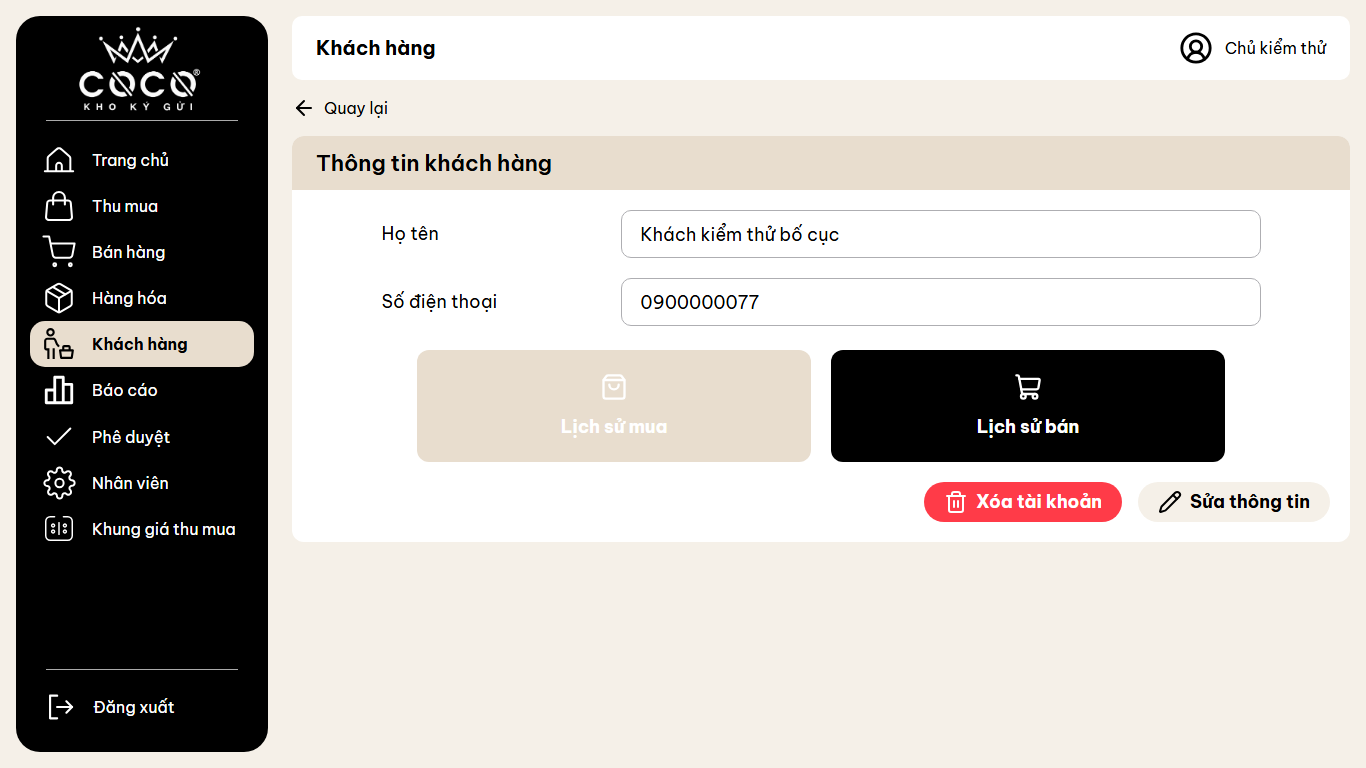 COCO®
KHO KÝ GỬI
Trang chủ
Thu mua
Bán hàng
Hàng hóa
Khách hàng
Báo cáo
Phê duyệt
Nhân viên
Khung giá thu mua
Đăng xuất
Khách hàng
Chủ kiểm thử
Quay lại
Thông tin khách hàng
Họ tên
Khách kiểm thử bố cục
Số điện thoại
0900000077
Lịch sử mua
Lịch sử bán
Xóa tài khoản
Sửa thông tin